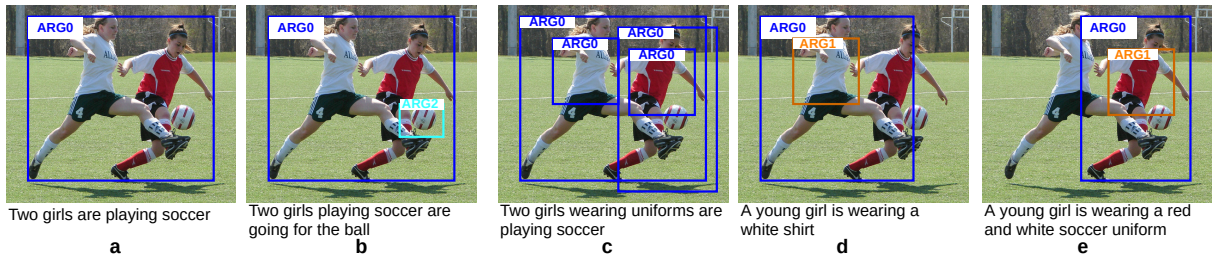 ARG0
Two girls are playing soccer
a
ARG0
ARG2
Two girls playing soccer are
going for the ball
b
ARG0
ARG0
ARG0
ARG0
Two girls wearing uniforms are
playing soccer
c
ARG0
ARG1
A young girl is wearing a
white shirt
d
ARG0
ARG1
A young girl is wearing a red
and white soccer uniform
e